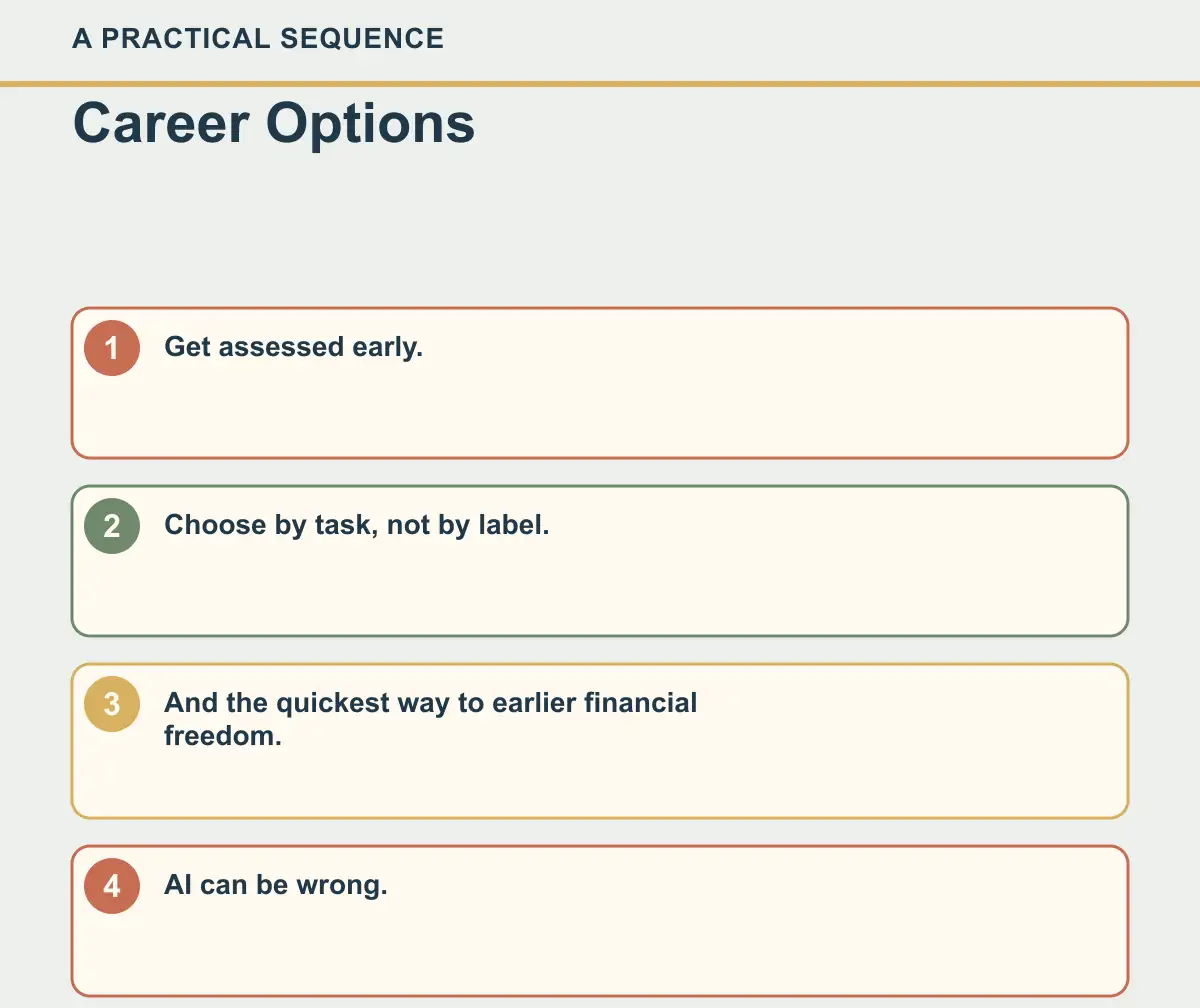 A PRACTICAL SEQUENCE
Career Options
1
Get assessed early.
2
Choose by task, not by label.
3
And the quickest way to earlier financial
freedom.
4
AI can be wrong.